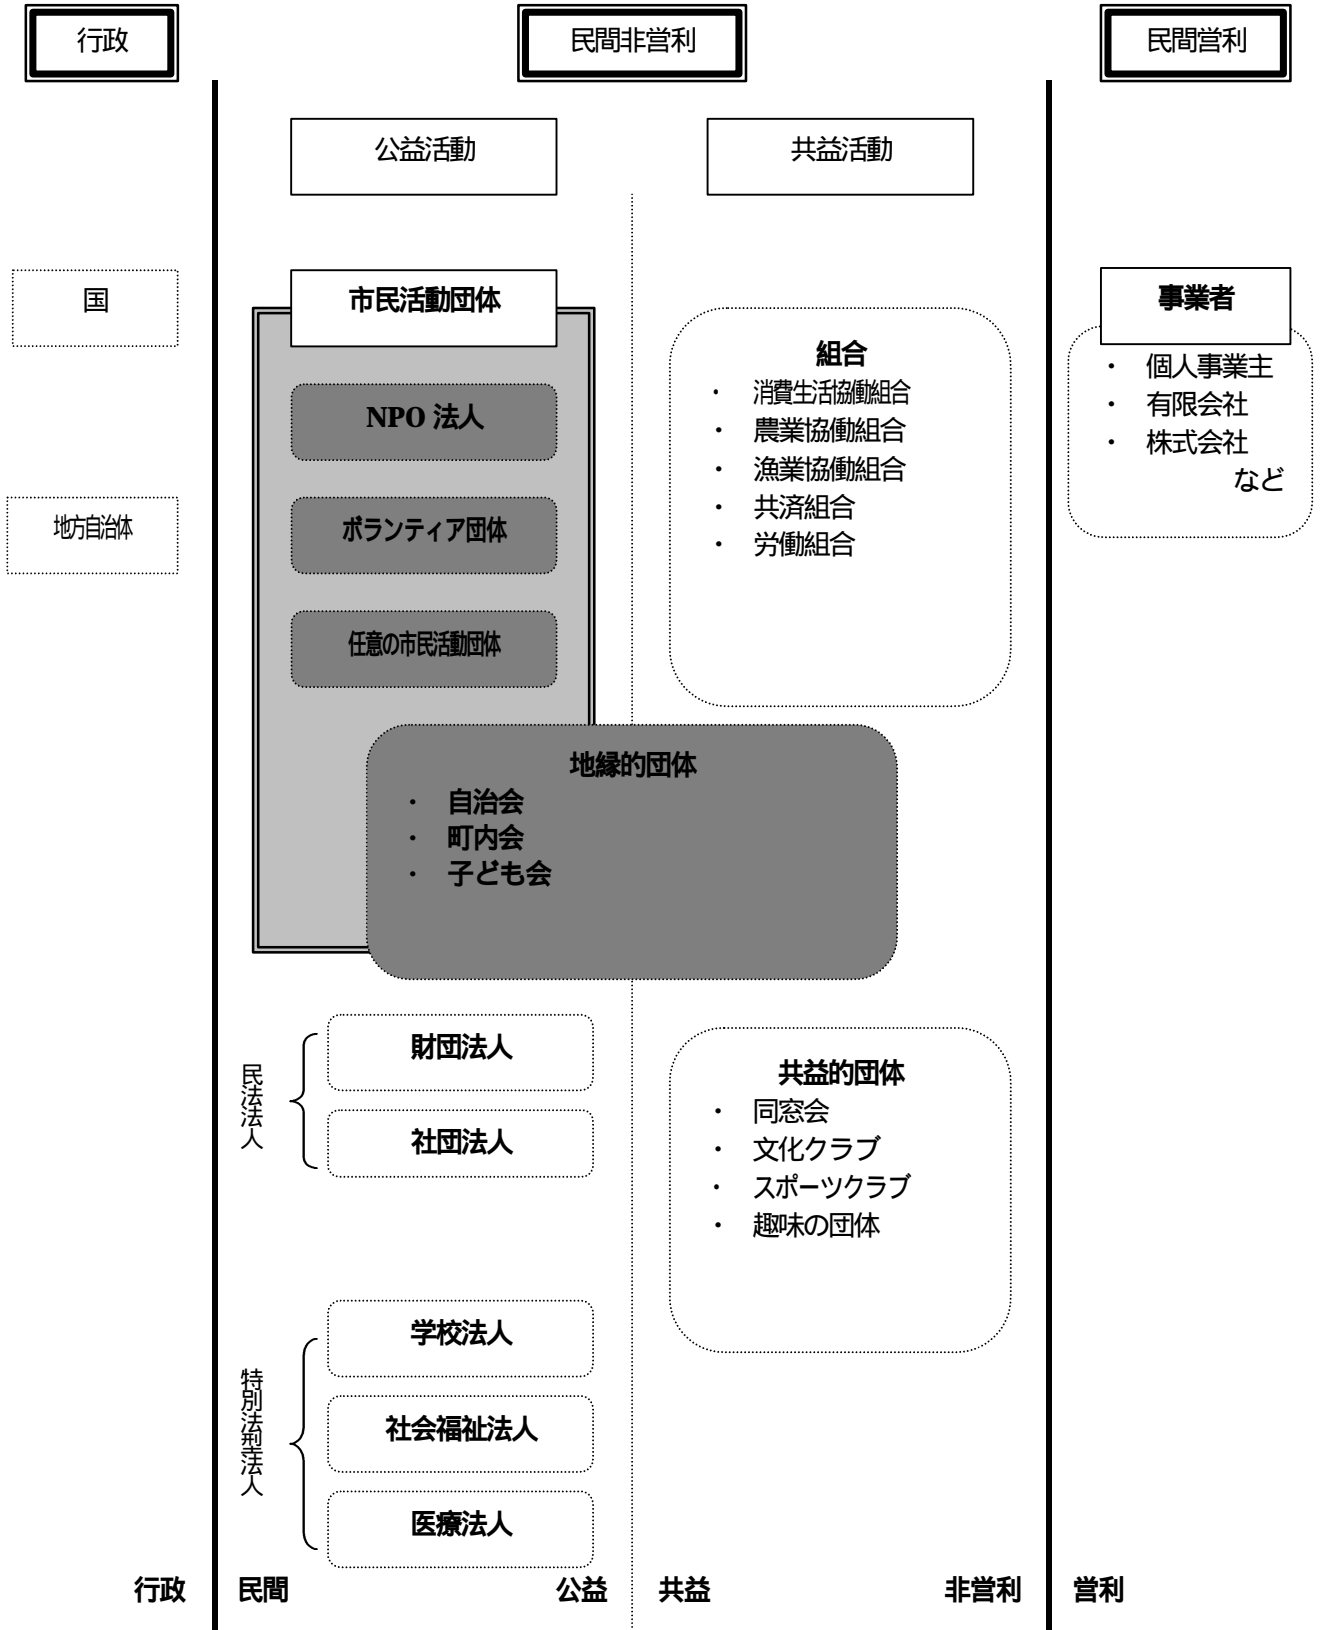 行政
民間非営利
民間営利
公益活動
共益活動
国
地方自治体
市民活動団体
NPO 法人
ボランティア団体
任意の市民活動団体
組合
・ 消費生活協働組合
・ 農業協働組合
・ 漁業協働組合
・ 共済組合
・ 労働組合
事業者
・ 個人事業主
・ 有限会社
・ 株式会社
など
地縁的団体
・ 自治会
・ 町内会
・ 子ども会
民法法人
財団法人
社団法人
共益的団体
・ 同窓会
・ 文化クラブ
・ スポーツクラブ
・ 趣味の団体
特別法型法人
学校法人
社会福祉法人
医療法人
行政
民間
公益
共益
非営利
営利